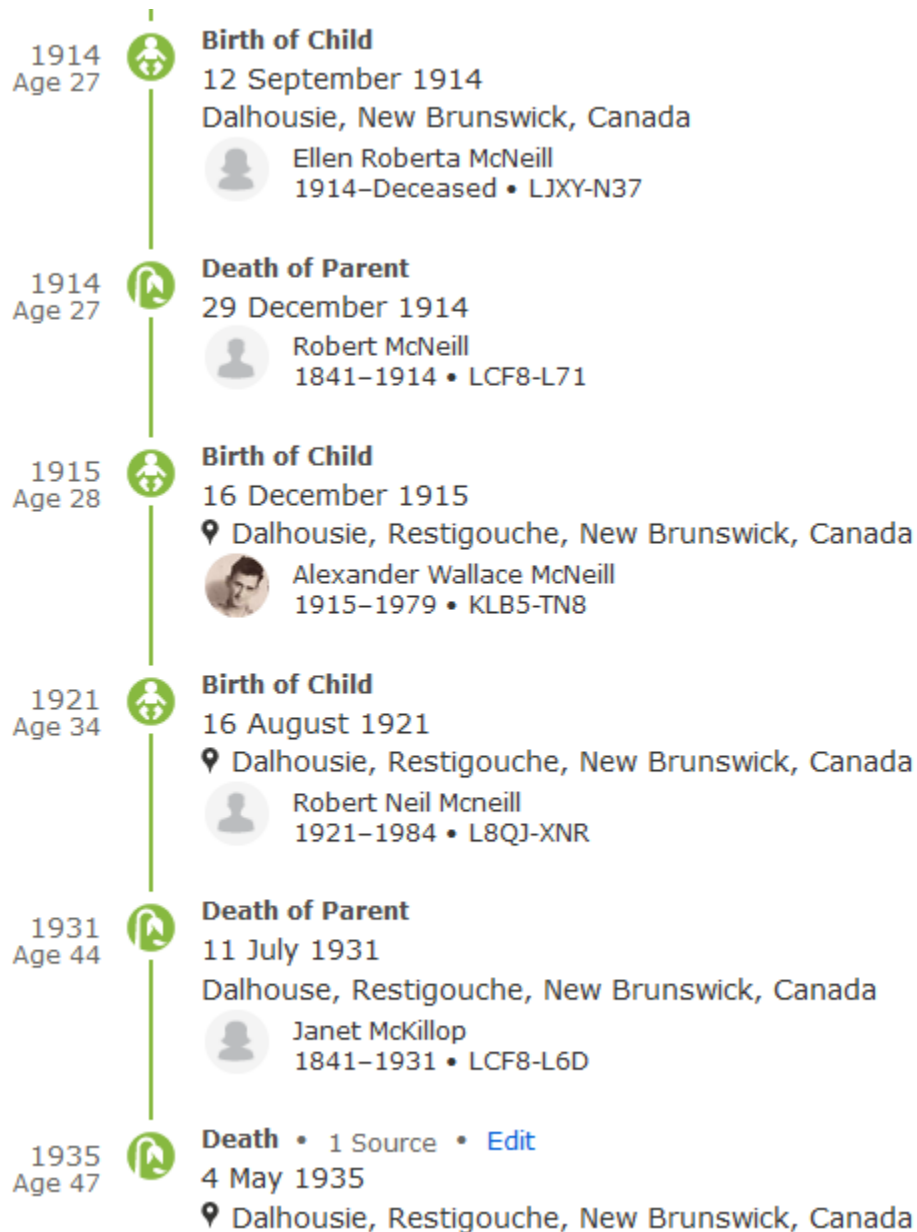 1914
Age 27
Birth of Child
12 September 1914
Dalhousie, New Brunswick, Canada
Ellen Roberta McNeill
1914–Deceased • LJXY-N37
1914
Age 27
Death of Parent
29 December 1914
Robert McNeill
1841–1914 • LCF8-L71
1915
Age 28
Birth of Child
16 December 1915
Dalhousie, Restigouche, New Brunswick, Canada
Alexander Wallace McNeill
1915–1979 • KLB5-TN8
1921
Age 34
Birth of Child
16 August 1921
Dalhousie, Restigouche, New Brunswick, Canada
Robert Neil Mcneill
1921–1984 • L8QJ-XNR
1931
Age 44
Death of Parent
11 July 1931
Dalhouse, Restigouche, New Brunswick, Canada
Janet McKillop
1841–1931 • LCF8-L6D
1935
Age 47
Death • 1 Source • Edit
4 May 1935
Dalhousie, Restigouche, New Brunswick, Canada